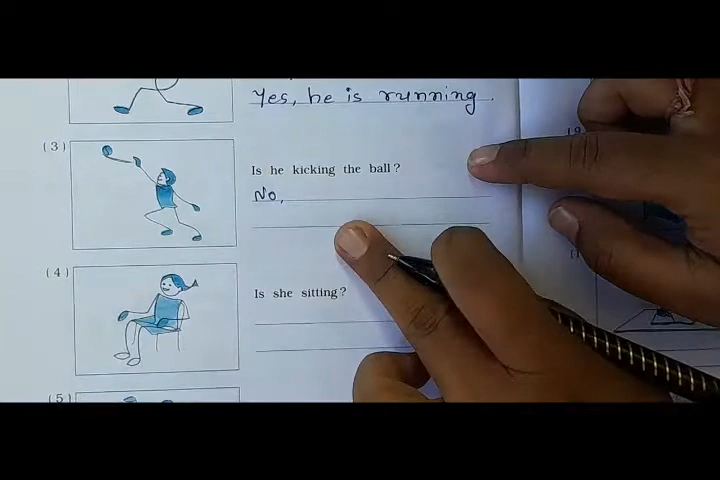 Yes, he is running.
(3)
Is he kicking the ball?
No,
(4)
Is she sitting?
(5)